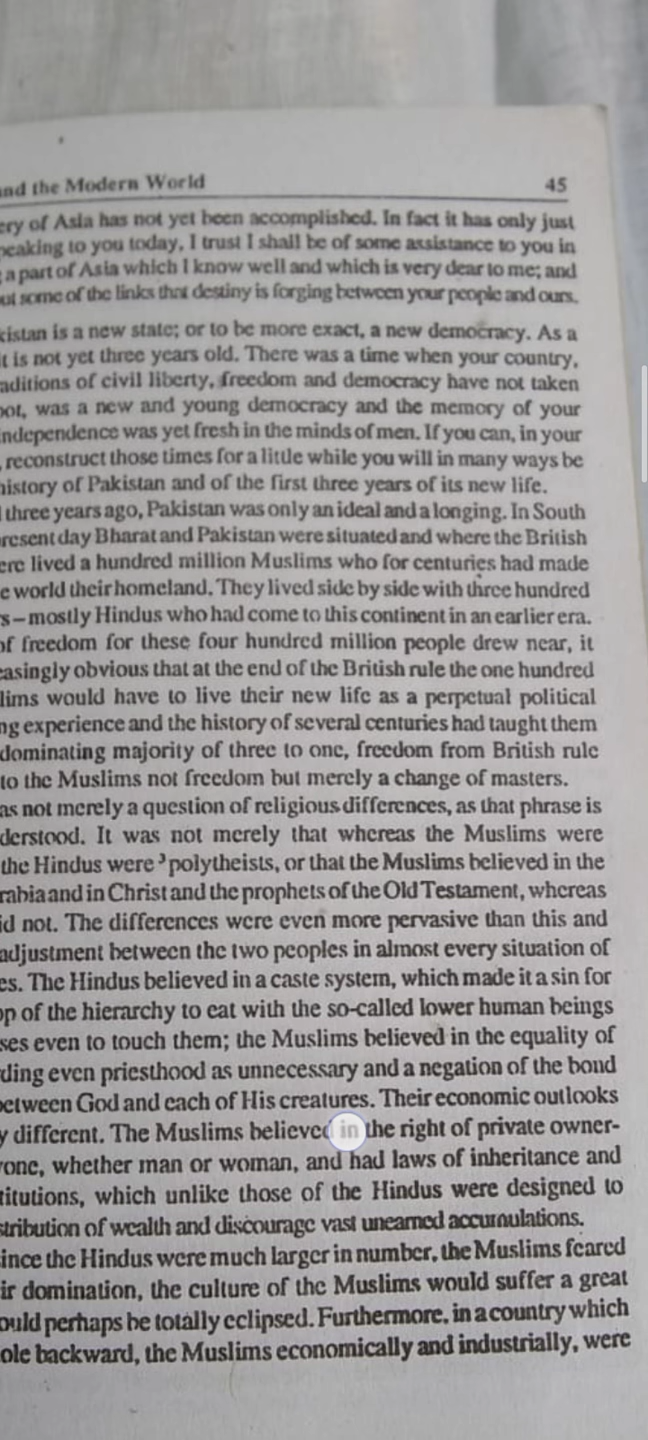 and the Modern World 45
ery of Asia has not yet been accomplished. In fact it has only just
peaking to you today, I trust I shall be of some assistance to you in
a part of Asia which I know well and which is very dear to me; and
out some of the links that destiny is forging between your people and ours.
kistan is a new state; or to be more exact, a new democracy. As a
it is not yet three years old. There was a time when your country,
aditions of civil liberty, freedom and democracy have not taken
oot, was a new and young democracy and the memory of your
independence was yet fresh in the minds of men. If you can, in your
, reconstruct those times for a little while you will in many ways be
history of Pakistan and of the first three years of its new life.
three years ago, Pakistan was only an ideal and a longing. In South
resent day Bharat and Pakistan were situated and where the British
ere lived a hundred million Muslims who for centuries had made
e world their homeland. They lived side by side with three hundred
s—mostly Hindus who had come to this continent in an earlier era.
of freedom for these four hundred million people drew near, it
easingly obvious that at the end of the British rule the one hundred
lims would have to live their new life as a perpetual political
ng experience and the history of several centuries had taught them
dominating majority of three to one, freedom from British rule
to the Muslims not freedom but merely a change of masters.
as not merely a question of religious differences, as that phrase is
derstood. It was not merely that whereas the Muslims were
the Hindus were ³polytheists, or that the Muslims believed in the
rabia and in Christ and the prophets of the Old Testament, whereas
id not. The differences were even more pervasive than this and
adjustment between the two peoples in almost every situation of
es. The Hindus believed in a caste system, which made it a sin for
op of the hierarchy to eat with the so-called lower human beings
ses even to touch them; the Muslims believed in the equality of
ding even priesthood as unnecessary and a negation of the bond
between God and each of His creatures. Their economic outlooks
y different. The Muslims believed in the right of private owner-
yone, whether man or woman, and had laws of inheritance and
titutions, which unlike those of the Hindus were designed to
stribution of wealth and discourage vast unearned accumulations.
ince the Hindus were much larger in number, the Muslims feared
ir domination, the culture of the Muslims would suffer a great
ould perhaps be totally eclipsed. Furthermore, in a country which
ole backward, the Muslims economically and industrially, were